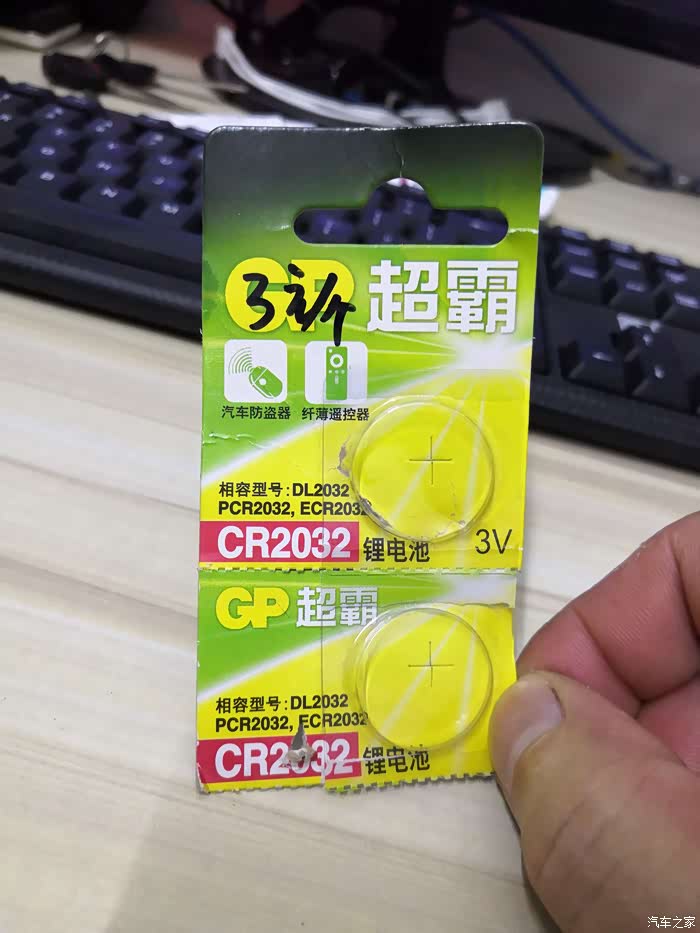 GP 超霸
汽车防盗器 纤薄遥控器
相容型号:DL2032
PCR2032, ECR2032
CR2032 锂电池 3V
GP 超霸
相容型号:DL2032
PCR2032, ECR2032
CR2032 锂电池
汽车之家